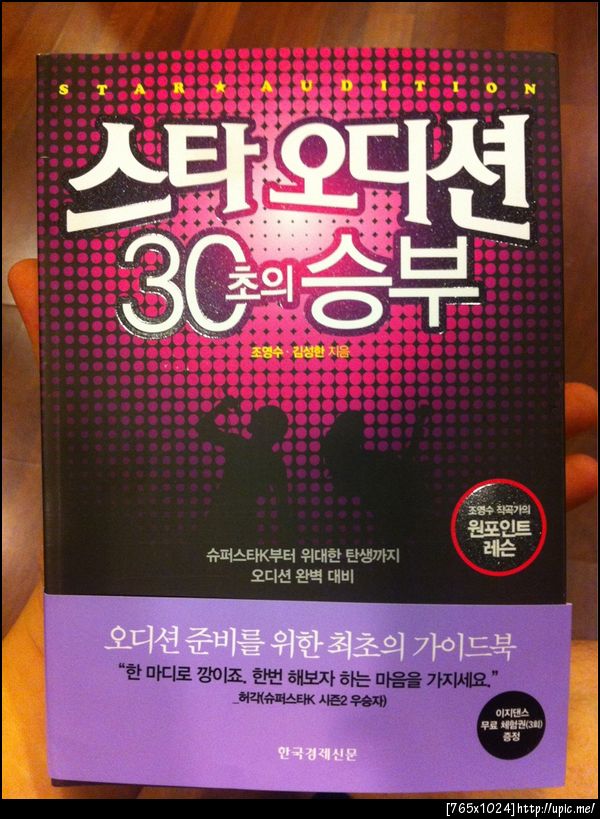 STAR★AUDITION
스타 오디션
30초의 승부
조영수·김성한 지음
조영수 작곡가의
원포인트
레슨
슈퍼스타K부터 위대한 탄생까지
오디션 완벽 대비
오디션 준비를 위한 최초의 가이드북
“한 마디로 깡이죠. 한번 해보자 하는 마음을 가지세요.”
_허각(슈퍼스타K 시즌2 우승자)
이지댄스
무료 체험권(3회)
증정
한국경제신문
[765x1024]http://upic.me/